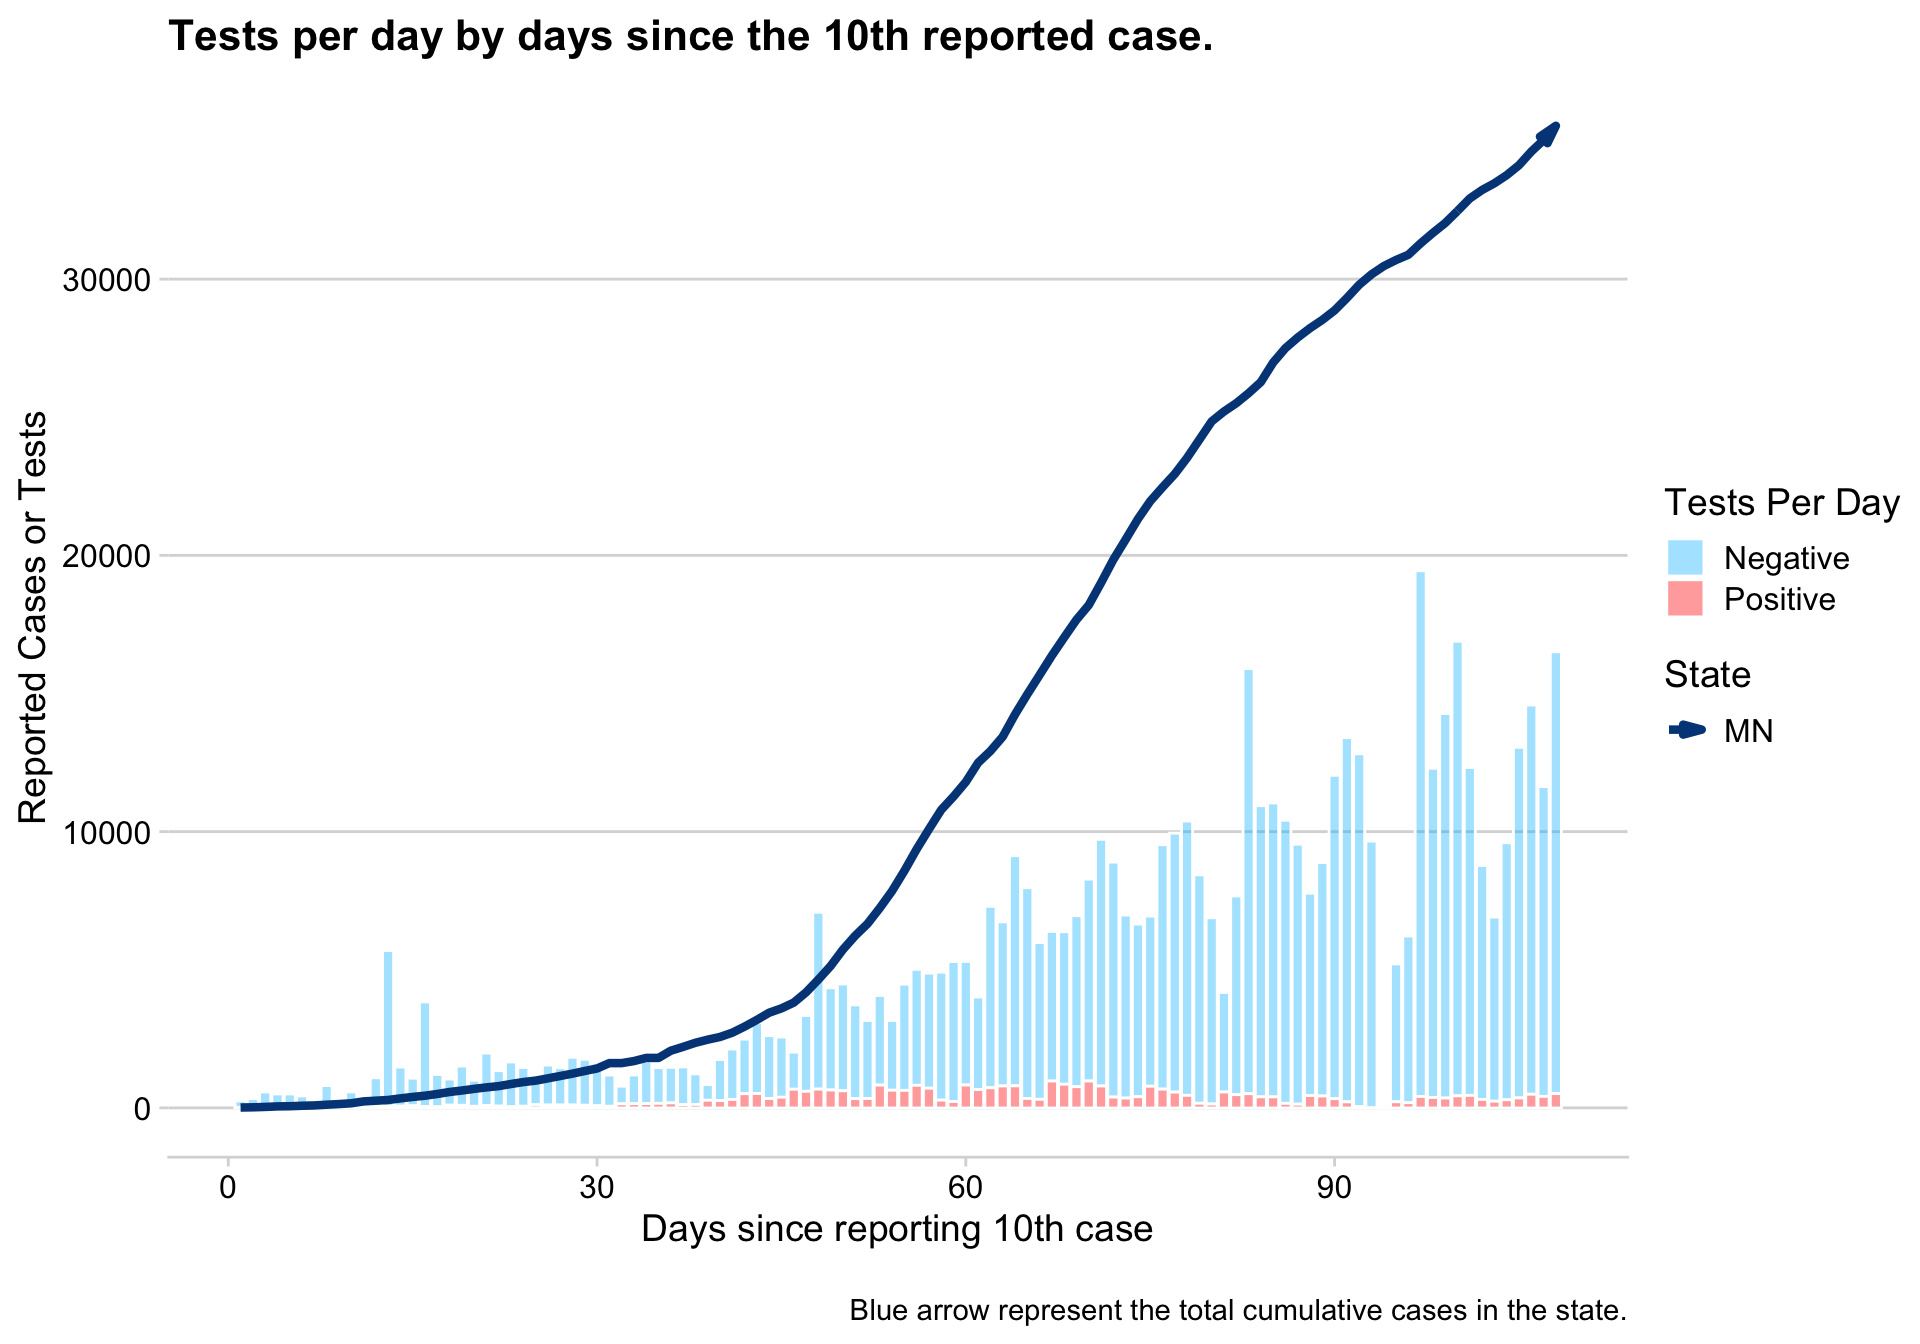 Tests per day by days since the 10th reported case.
Reported Cases or Tests
30000
20000
10000
0
0 30 60 90
Days since reporting 10th case
Tests Per Day
Negative
Positive
State
MN
Blue arrow represent the total cumulative cases in the state.